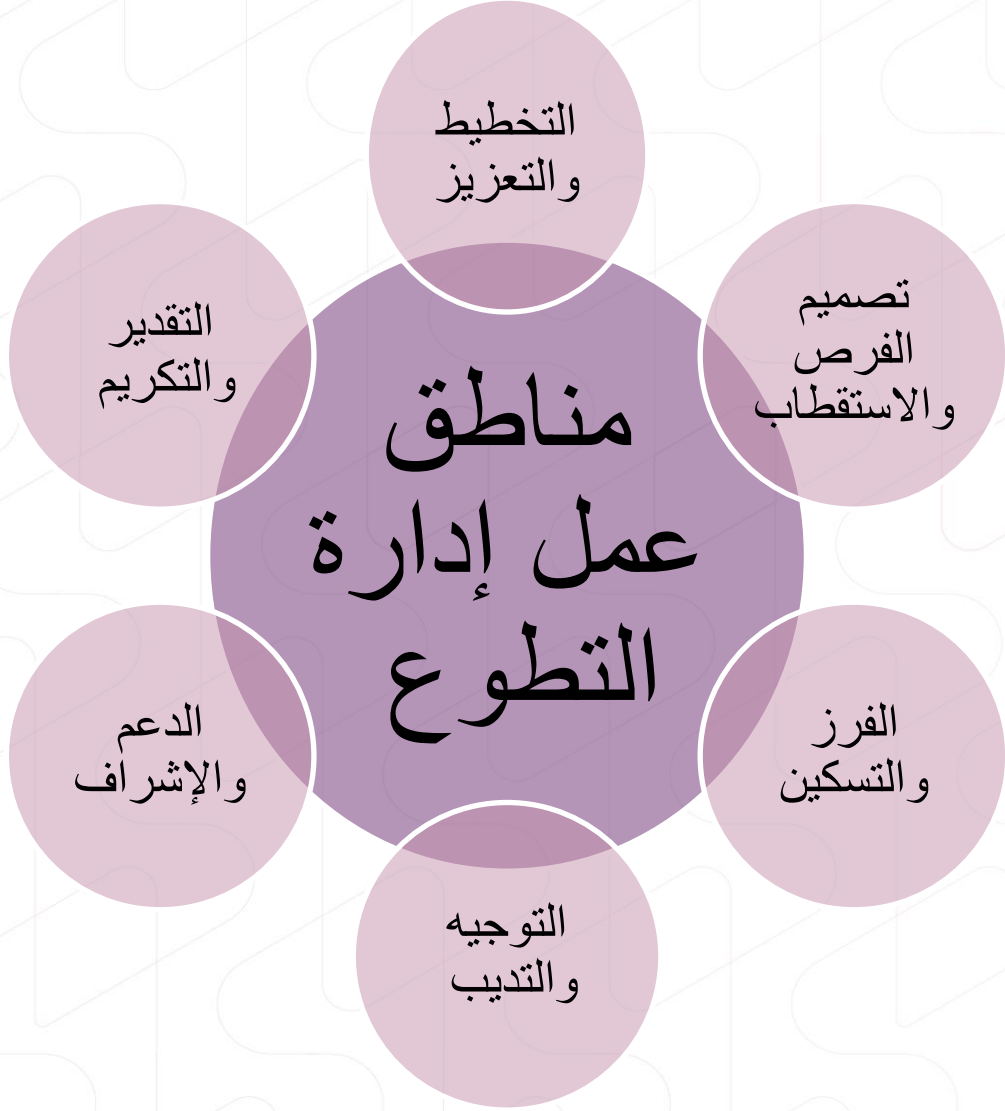 مناطق
عمل إدارة
التطوع
التخطيط
والتعزيز
تصميم
الفرص
والاستقطاب
الفرز
والتسكين
التوجيه
والتديب
الدعم
والإشراف
التقدير
والتكريم